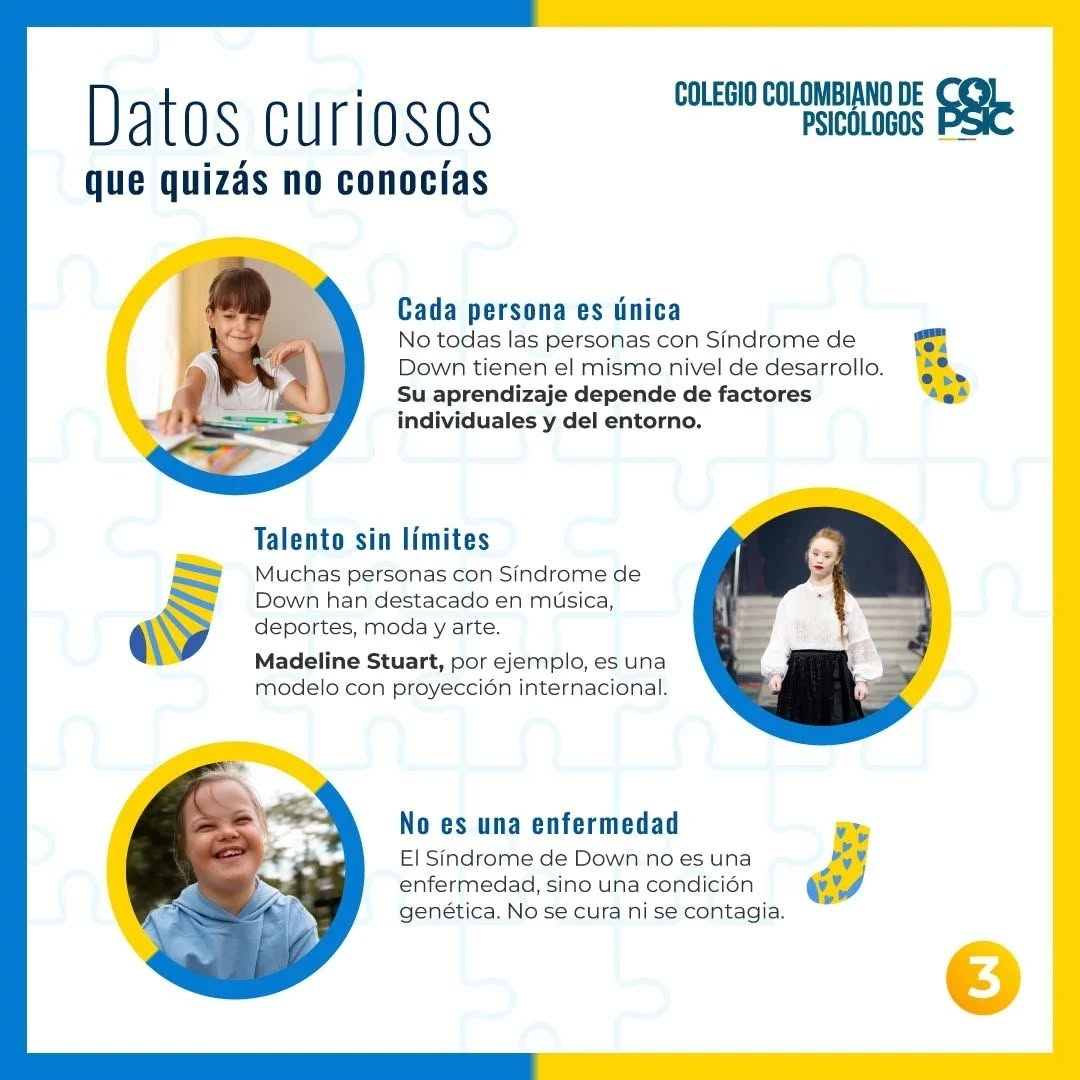 Datos curiosos
que quizás no conocías
COLEGIO COLOMBIANO DE
PSICÓLOGOS
COL
PSIC
Cada persona es única
No todas las personas con Síndrome de
Down tienen el mismo nivel de desarrollo.
Su aprendizaje depende de factores
individuales y del entorno.
Talento sin límites
Muchas personas con Síndrome de
Down han destacado en música,
deportes, moda y arte.
Madeline Stuart, por ejemplo, es una
modelo con proyección internacional.
No es una enfermedad
El Síndrome de Down no es una
enfermedad, sino una condición
genética. No se cura ni se contagia.
3